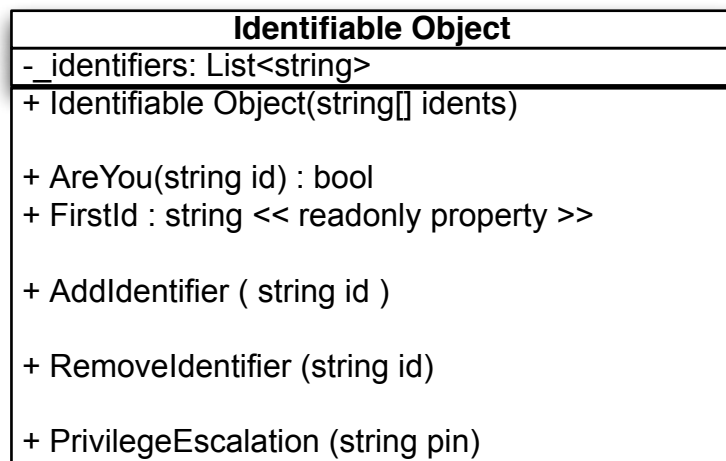 Identifiable Object
-_identifiers: List<string>
+ Identifiable Object(string[] idents)
+ AreYou(string id) : bool
+ FirstId : string << readonly property >>
+ AddIdentifier ( string id )
+ RemoveIdentifier (string id)
+ PrivilegeEscalation (string pin)